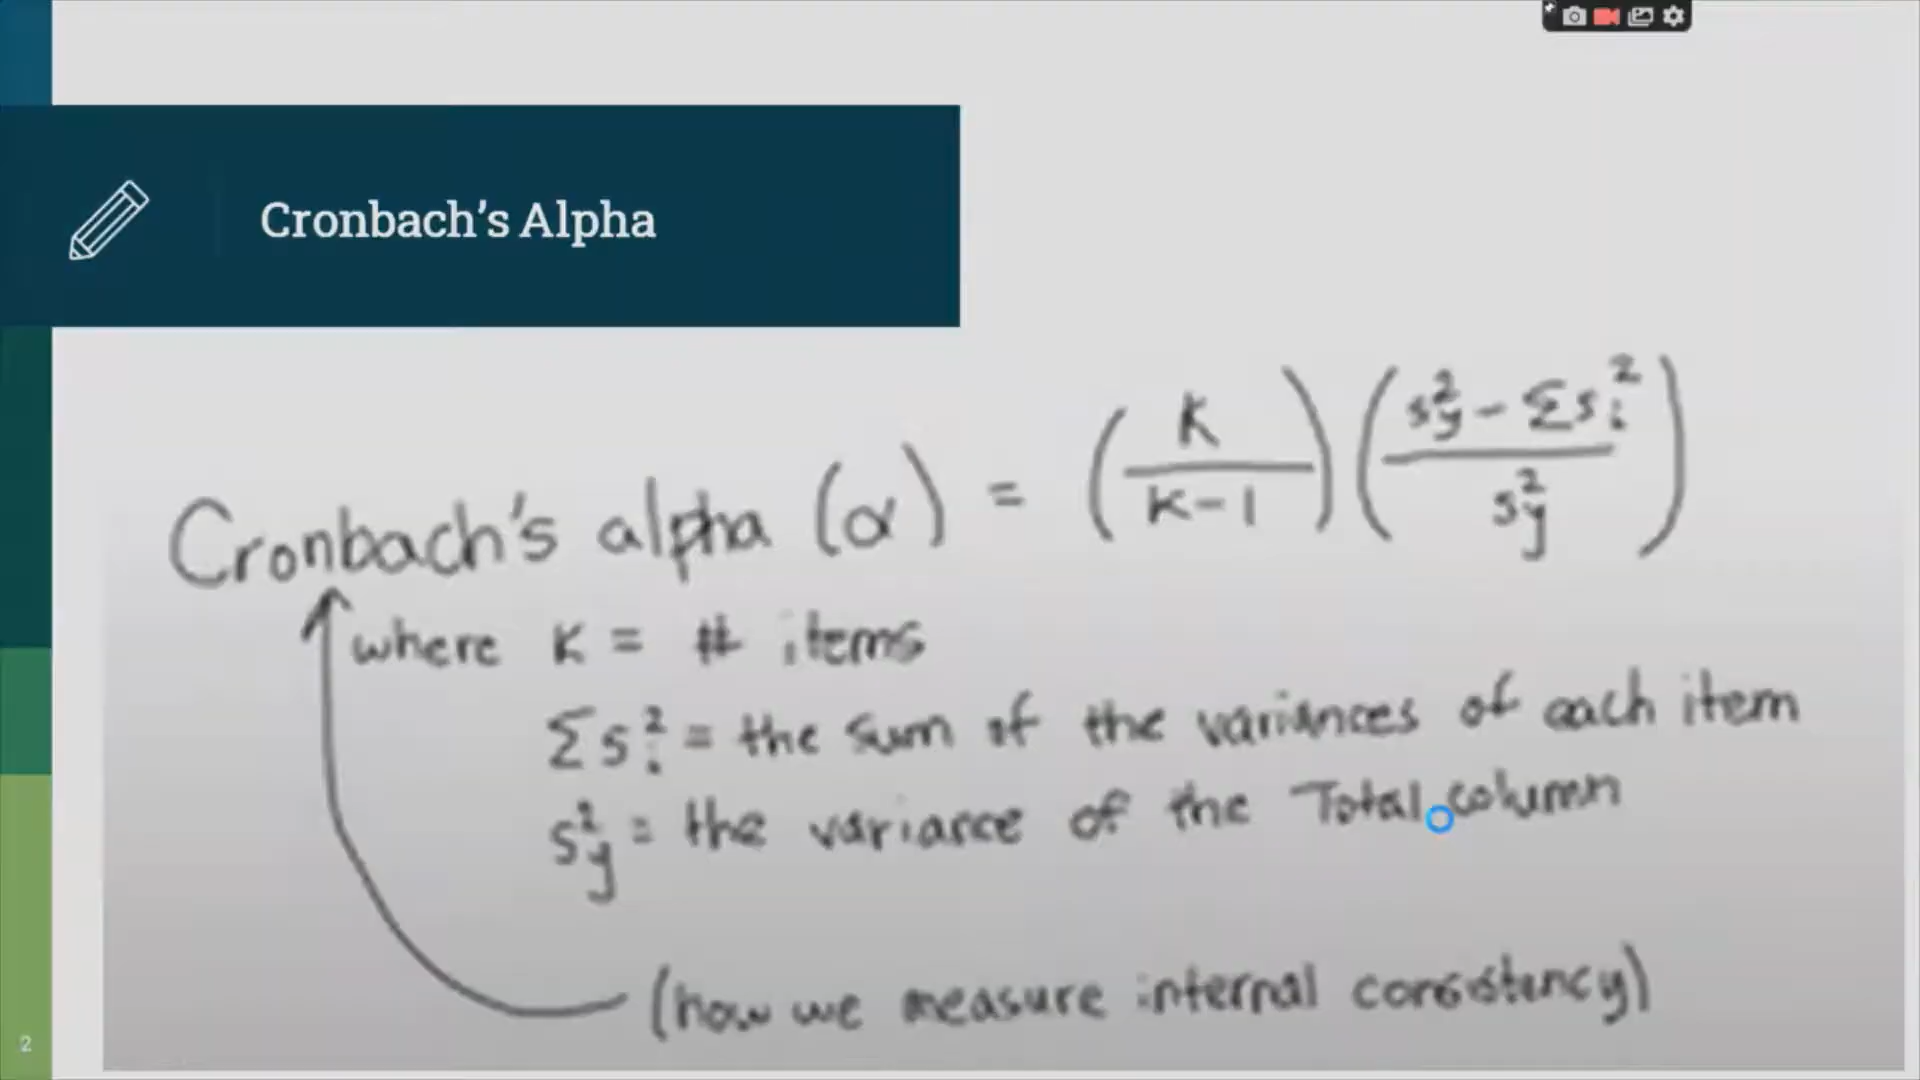 Cronbach's Alpha
Cronbach's alpha (α) = (K / K-1) (s²y - Σs²i / s²y)
where K = # items
Σs²i = the sum of the variances of each item
s²y = the variance of the Total column
(how we measure internal consistency)
2